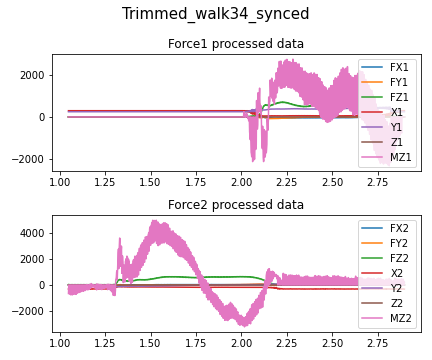 Trimmed_walk34_synced
Force1 processed data
2000
0
−2000
FX1
FY1
FZ1
X1
Y1
Z1
MZ1
1.00 1.25 1.50 1.75 2.00 2.25 2.50 2.75
Force2 processed data
4000
2000
0
−2000
FX2
FY2
FZ2
X2
Y2
Z2
MZ2
1.00 1.25 1.50 1.75 2.00 2.25 2.50 2.75